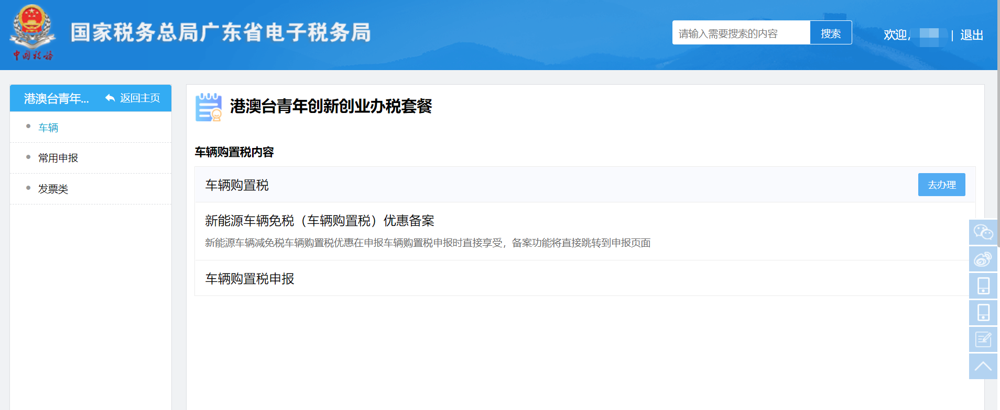 国家税务总局广东省电子税务局
中国税务
请输入需要搜索的内容
搜索
欢迎,
| 退出
港澳台青年... 返回主页
车辆
常用申报
发票类
港澳台青年创新创业办税套餐
车辆购置税内容
车辆购置税
去办理
新能源车辆免税（车辆购置税）优惠备案
新能源车辆减免税车辆购置税优惠在申报车辆购置税申报时直接享受，备案功能将直接跳转到申报页面
车辆购置税申报